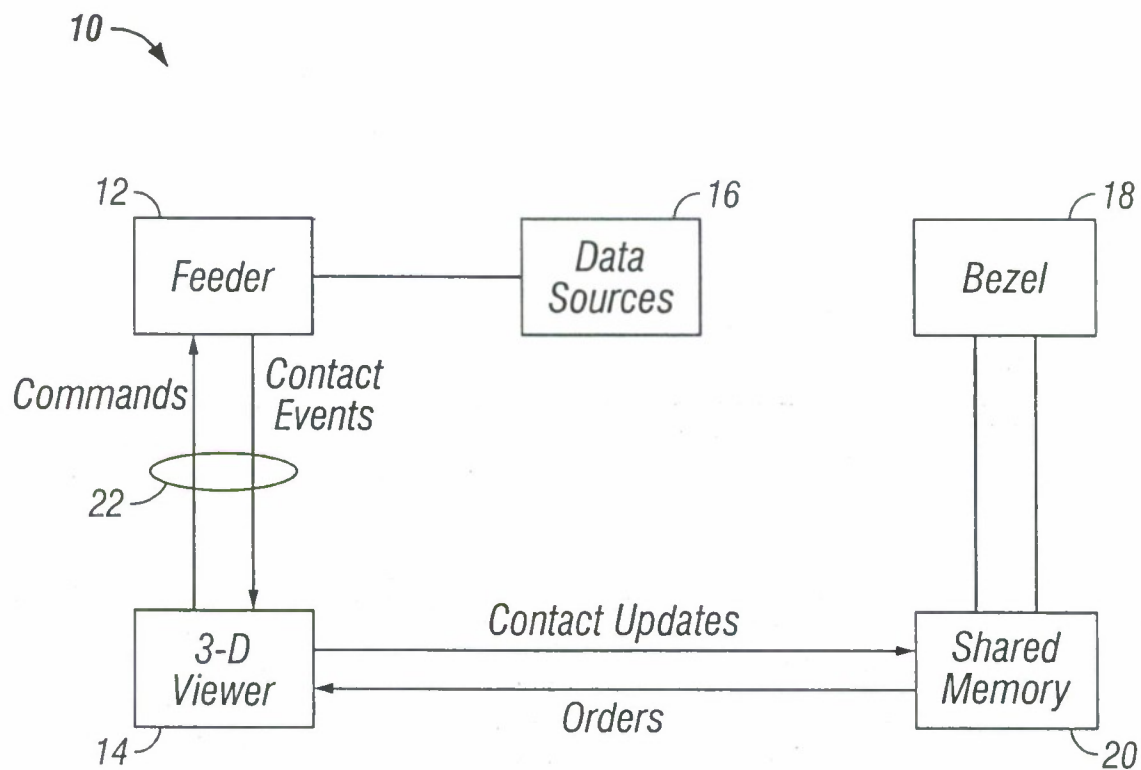 10
12
16
18
Feeder
Data
Sources
Bezel
Commands
Contact
Events
22
3-D
Viewer
Contact Updates
Orders
Shared
Memory
14
20